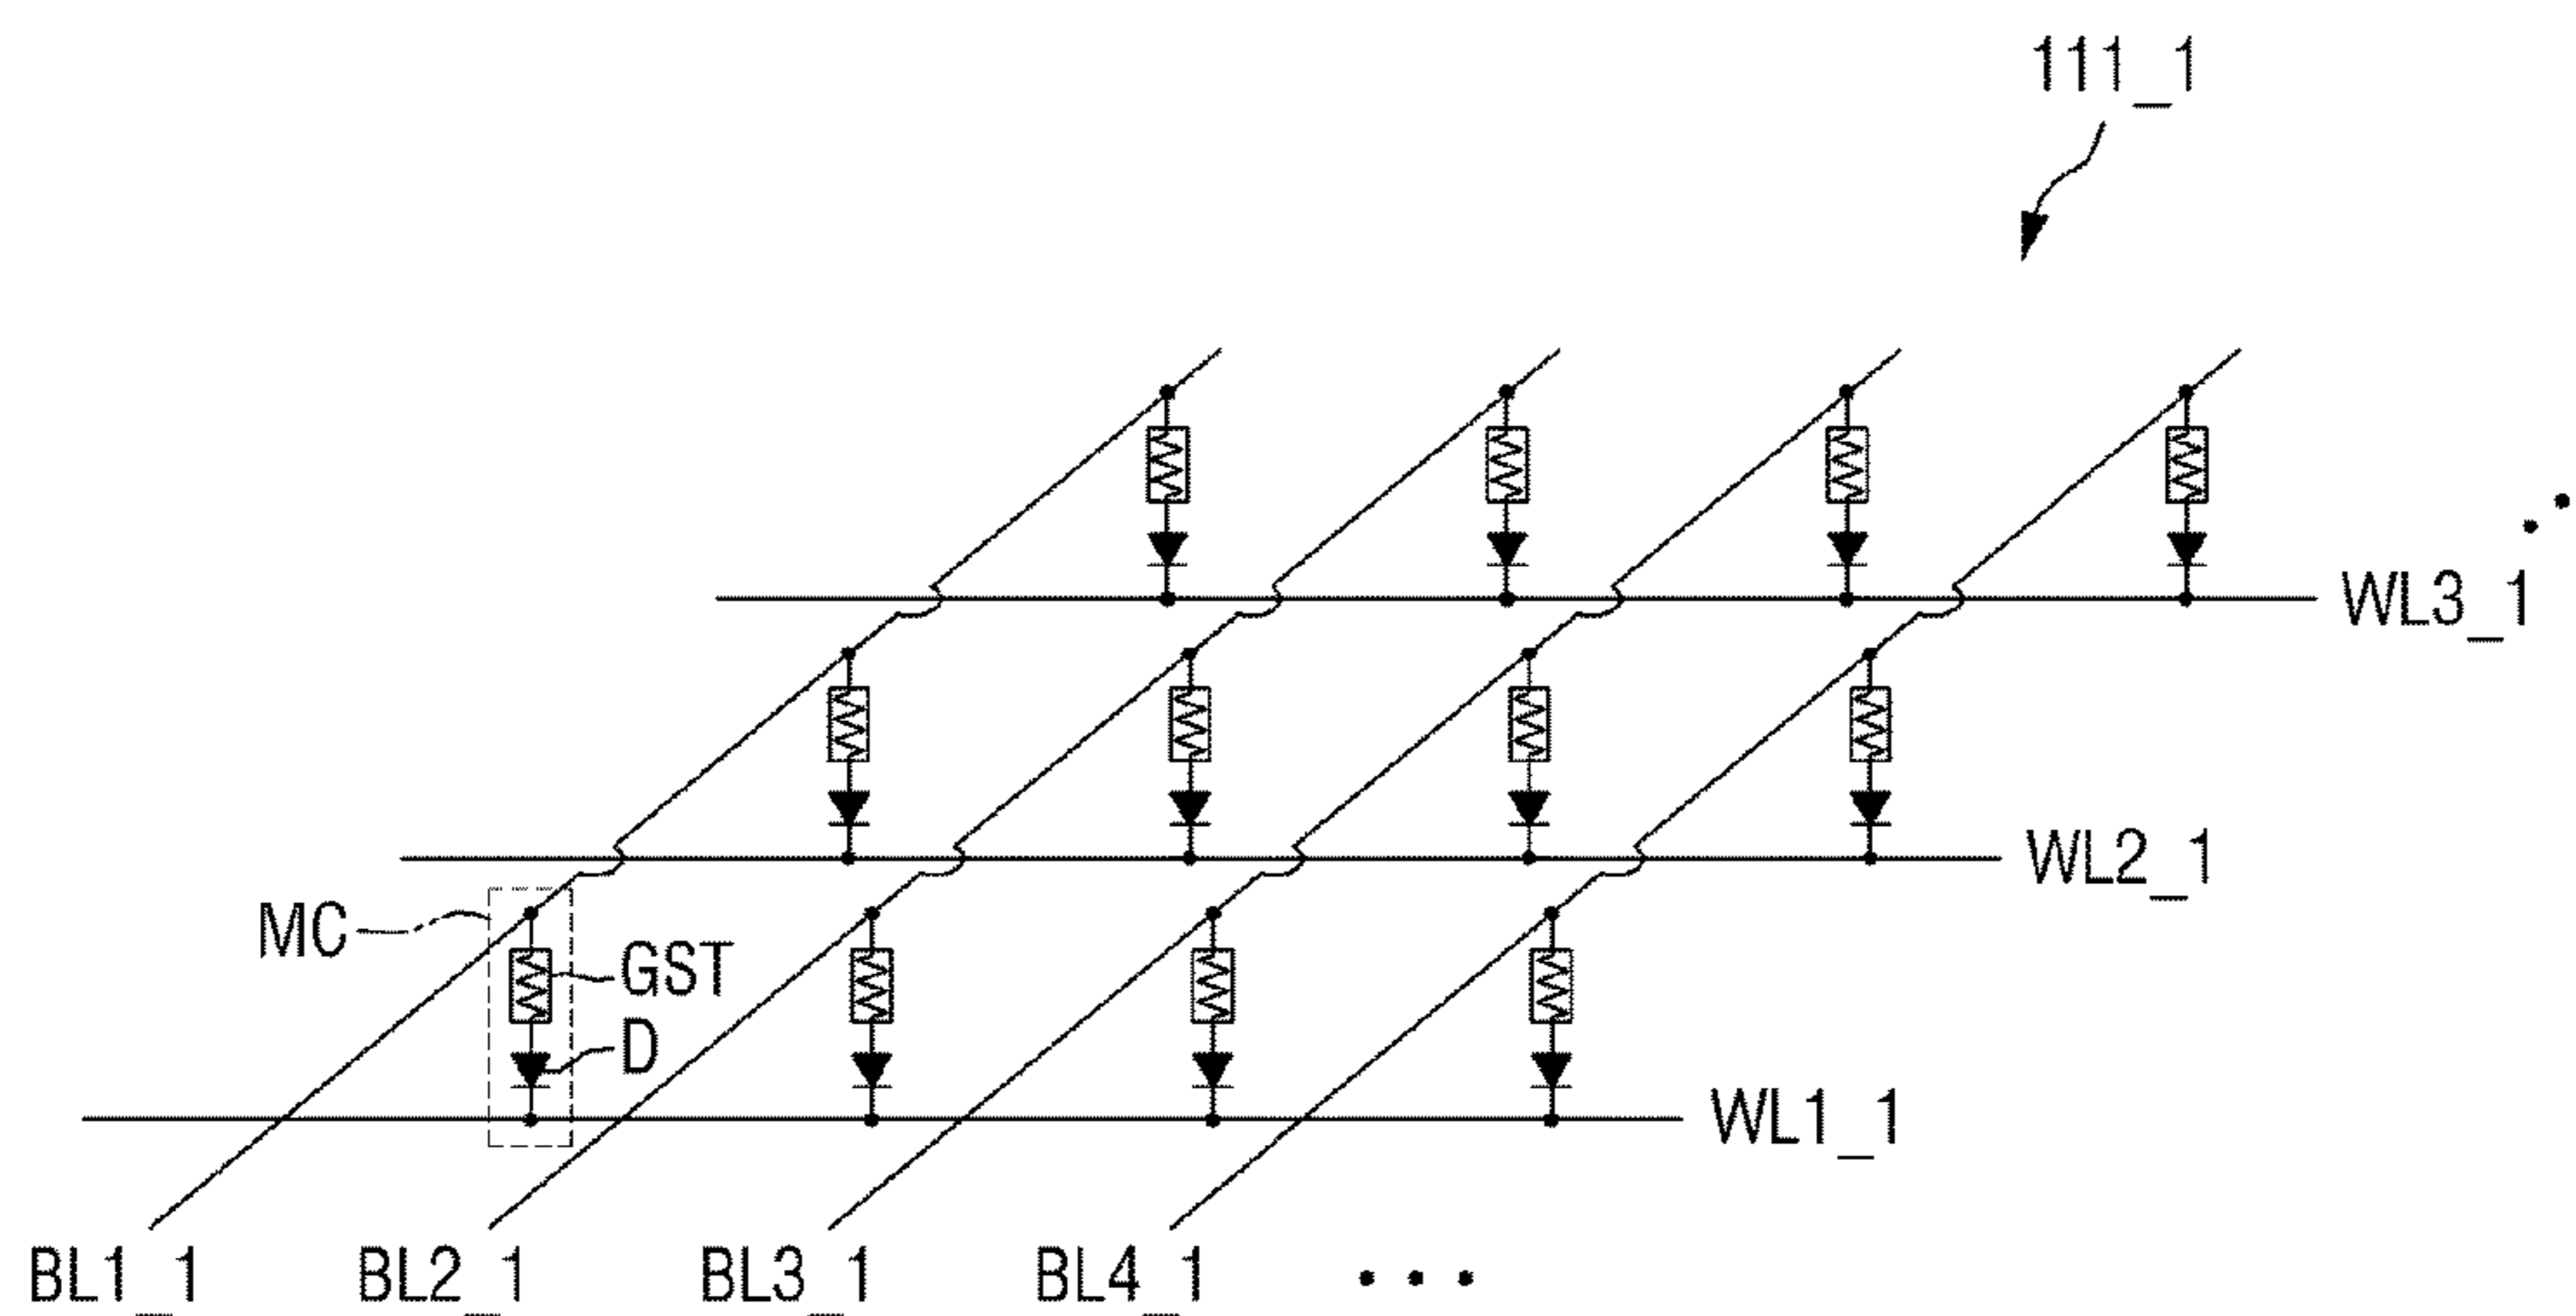 111_1
WL3_1
WL2_1
MC
GST
D
WL1_1
BL1_1 BL2_1 BL3_1 BL4_1 • • •